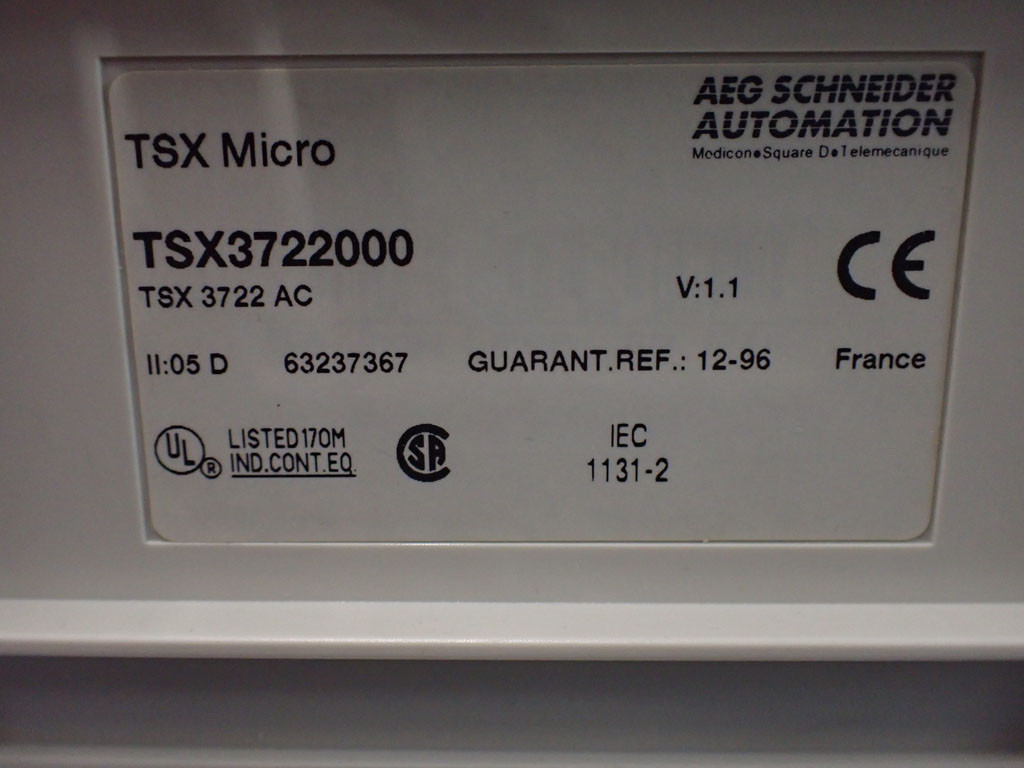 AEG SCHNEIDER
AUTOMATION
Modicon•Square D•Telemecanique
TSX Micro
TSX3722000
TSX 3722 AC
V:1.1
CE
II:05 D 63237367 GUARANT.REF.: 12-96 France
UL ® LISTED 170M
IND.CONT.EQ.
SA
IEC
1131-2